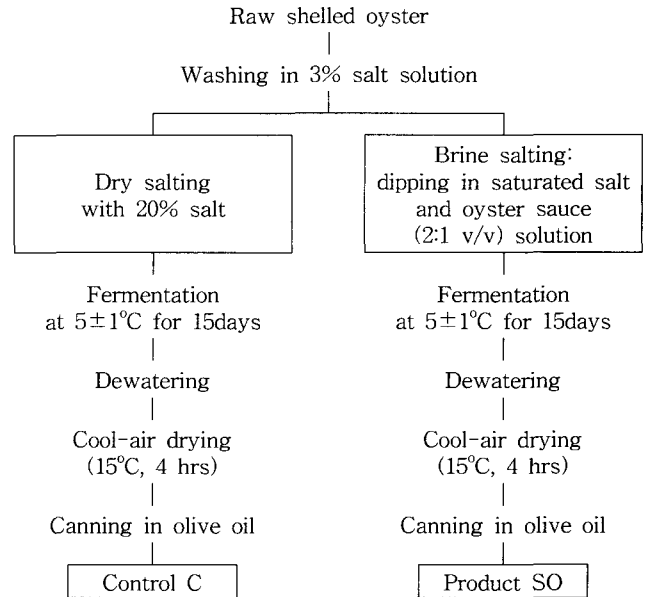 Raw shelled oyster
Washing in 3% salt solution
Dry salting
with 20% salt
Brine salting:
dipping in saturated salt
and oyster sauce
(2:1 v/v) solution
Fermentation
at 5±1°C for 15days
Fermentation
at 5±1°C for 15days
Dewatering
Dewatering
Cool-air drying
(15°C, 4 hrs)
Cool-air drying
(15°C, 4 hrs)
Canning in olive oil
Canning in olive oil
Control C
Product SO